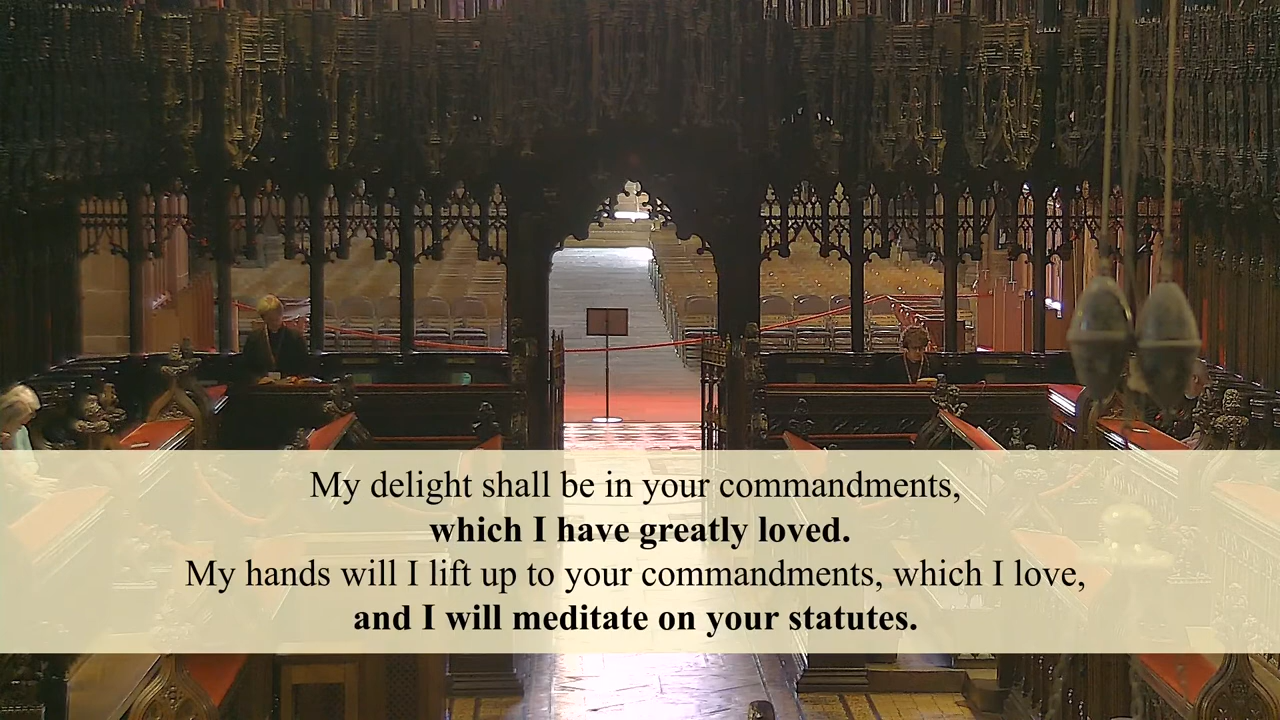 My delight shall be in your commandments,
which I have greatly loved.
My hands will I lift up to your commandments, which I love,
and I will meditate on your statutes.